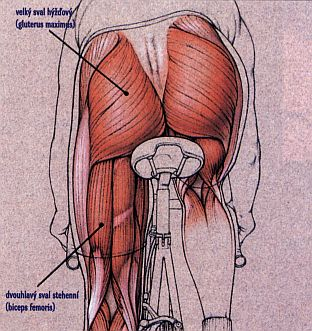 velký sval hýžďový
(gluterus maximus)
dvouhlavý sval stehenní
(biceps femoris)